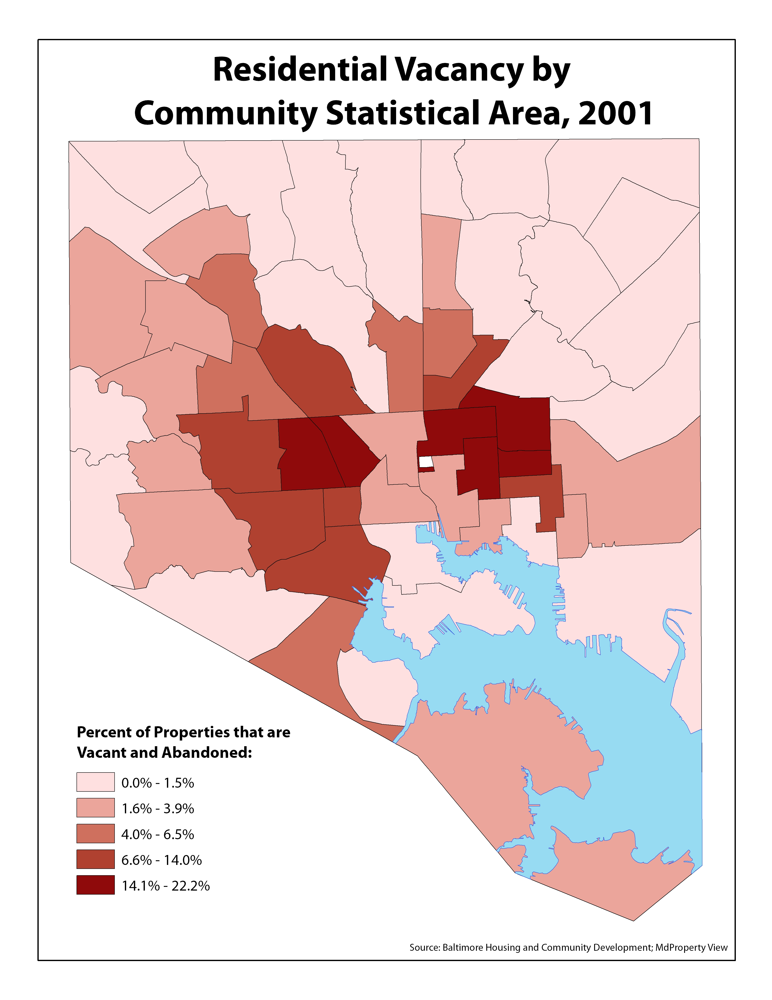 Residential Vacancy by
Community Statistical Area, 2001
Percent of Properties that are
Vacant and Abandoned:
0.0% - 1.5%
1.6% - 3.9%
4.0% - 6.5%
6.6% - 14.0%
14.1% - 22.2%
Source: Baltimore Housing and Community Development; MdProperty View